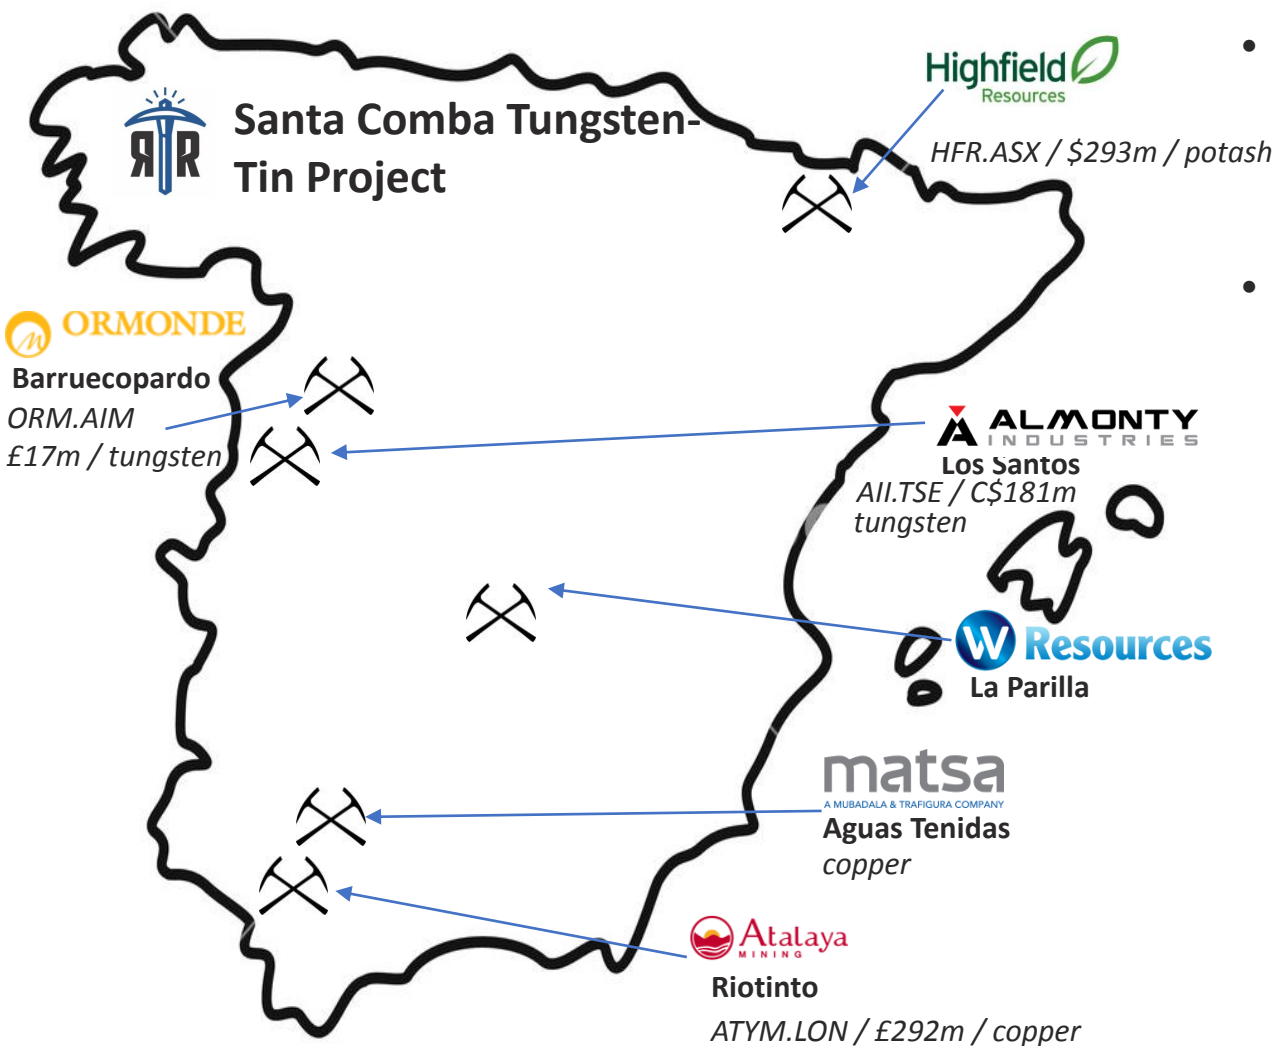 Highfield
Resources
HFR.ASX / $293m / potash
RTR
Santa Comba Tungsten-
Tin Project
ORMONDE
Barruecopardo
ORM.AIM
£17m / tungsten
ALMONTY
INDUSTRIES
Los Santos
AII.TSE / C$181m
tungsten
W Resources
La Parilla
matsa
A MUBADALA & TRAFIGURA COMPANY
Aguas Tenidas
copper
Atalaya
MINING
Riotinto
ATYM.LON / £292m / copper